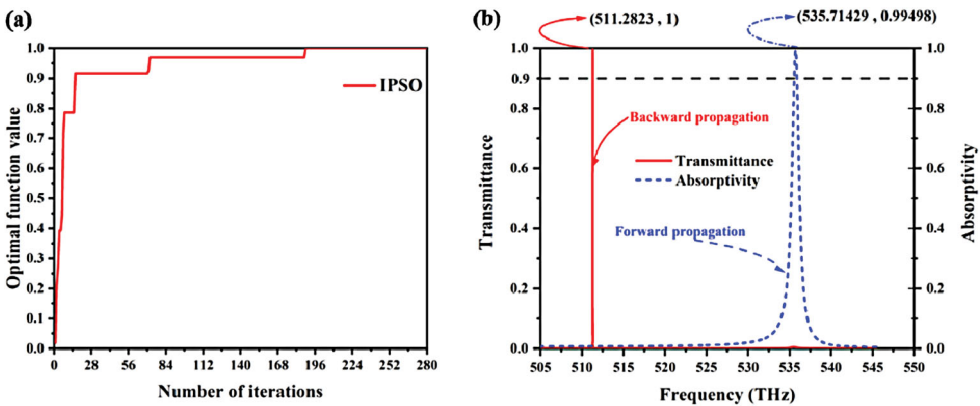 (a)
Optimal function value
1.0
0.9
0.8
0.7
0.6
0.5
0.4
0.3
0.2
0.1
0.0
IPSO
0 28 56 84 112 140 168 196 224 252 280
Number of iterations
(b)
(511.2823 , 1)
(535.71429 , 0.99498)
Transmittance
1.0
0.9
0.8
0.6
0.4
0.2
0.0
Backward propagation
Transmittance
Absorptivity
Forward propagation
1.0
0.8
0.6
0.4
0.2
0.0
Absorptivity
505 510 515 520 525 530 535 540 545 550
Frequency (THz)